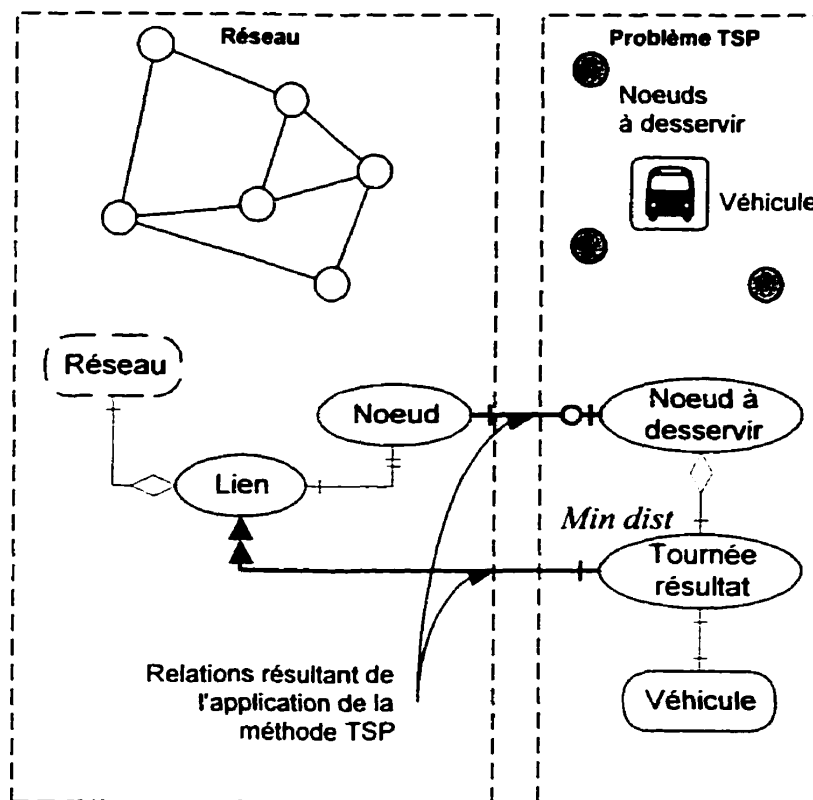 Réseau
Problème TSP
Noeuds
à desservir
Véhicule
Réseau
Noeud
Noeud à
desservir
Lien
Min dist
Tournée
résultat
Relations résultant de
l'application de la
méthode TSP
Véhicule